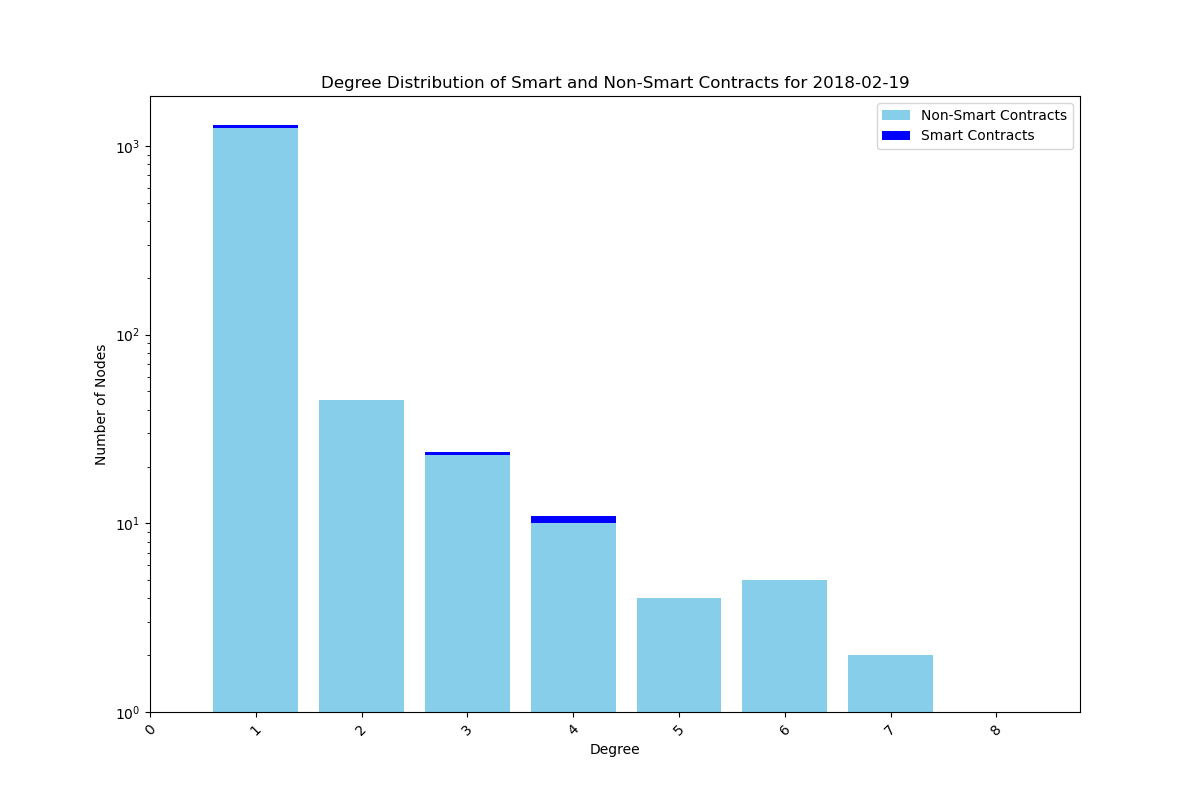 Degree Distribution of Smart and Non-Smart Contracts for 2018-02-19
Non-Smart Contracts
Smart Contracts
Number of Nodes
10³
10²
10¹
10⁰
0 1 2 3 4 5 6 7 8
Degree